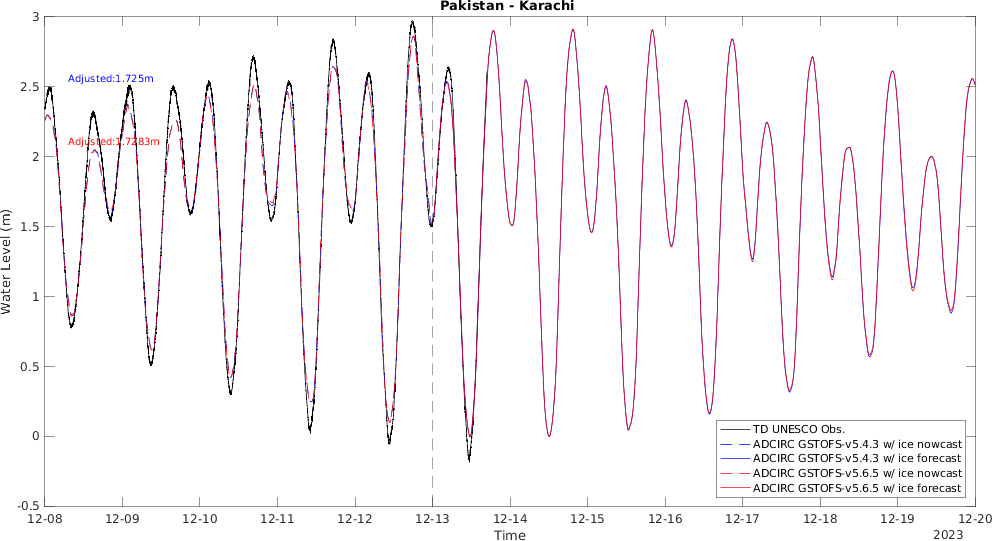 Pakistan - Karachi
3
2.5
2
1.5
1
0.5
0
-0.5
Water Level (m)
Adjusted:1.725m
Adjusted:1.7283m
TD UNESCO Obs.
ADCIRC GSTOFS-v5.4.3 w/ ice nowcast
ADCIRC GSTOFS-v5.4.3 w/ ice forecast
ADCIRC GSTOFS-v5.6.5 w/ ice nowcast
ADCIRC GSTOFS-v5.6.5 w/ ice forecast
12-08 12-09 12-10 12-11 12-12 12-13 12-14 12-15 12-16 12-17 12-18 12-19 12-20
Time
2023